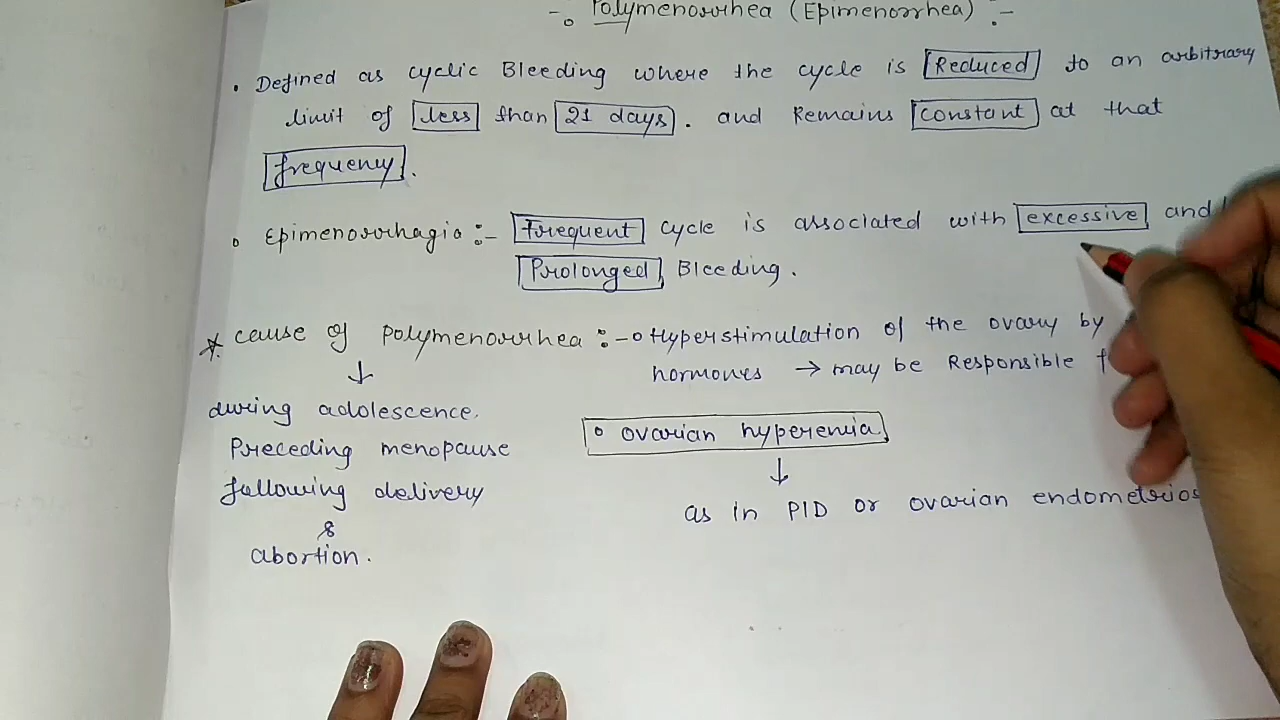 -: Polymenorrhea (Epimenorrhea) :-
• Defined as cyclic Bleeding where the cycle is Reduced to an arbitrary
limit of less than 21 days. and Remains constant at that
frequency.
• Epimenorrhagia :- Frequent cycle is associated with excessive and
Prolonged Bleeding.
* cause of polymenorrhea :- • Hyperstimulation of the ovary by
hormones → may be Responsible
↓
during adolescence.
Preceding menopause
following delivery
&
abortion.
• ovarian hyperemia
↓
as in PID or ovarian